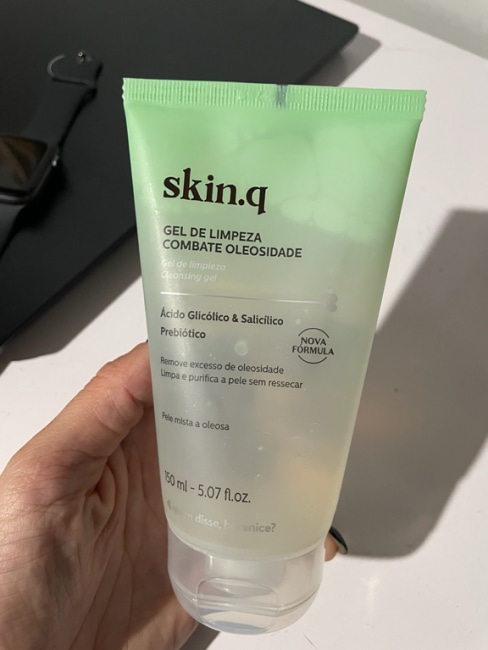 skin.q
GEL DE LIMPEZA
COMBATE OLEOSIDADE
Gel de limpieza
Cleansing gel
Ácido Glicólico & Salicílico
Prebiótico
NOVA
FÓRMULA
Remove excesso de oleosidade
Limpa e purifica a pele sem ressecar
Pele mista a oleosa
150 ml - 5.07 fl.oz.
disse,